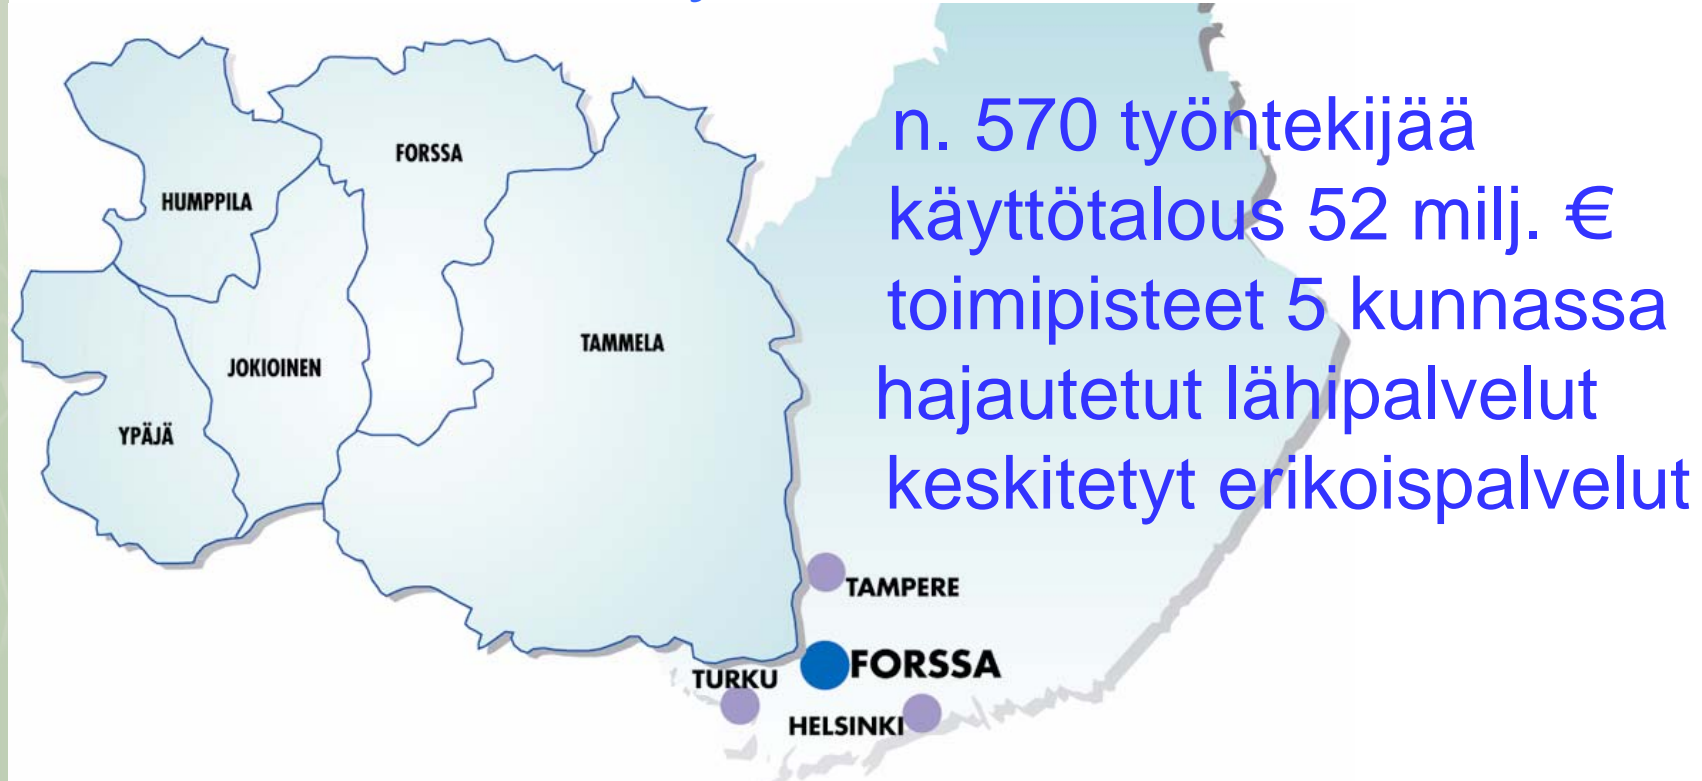 FORSSA
HUMPPILA
TAMMELA
JOKIOINEN
YPÄJÄ
n. 570 työntekijää
käyttötalous 52 milj. €
toimipisteet 5 kunnassa
hajautetut lähipalvelut
keskitetyt erikoispalvelut
TAMPERE
FORSSA
TURKU
HELSINKI